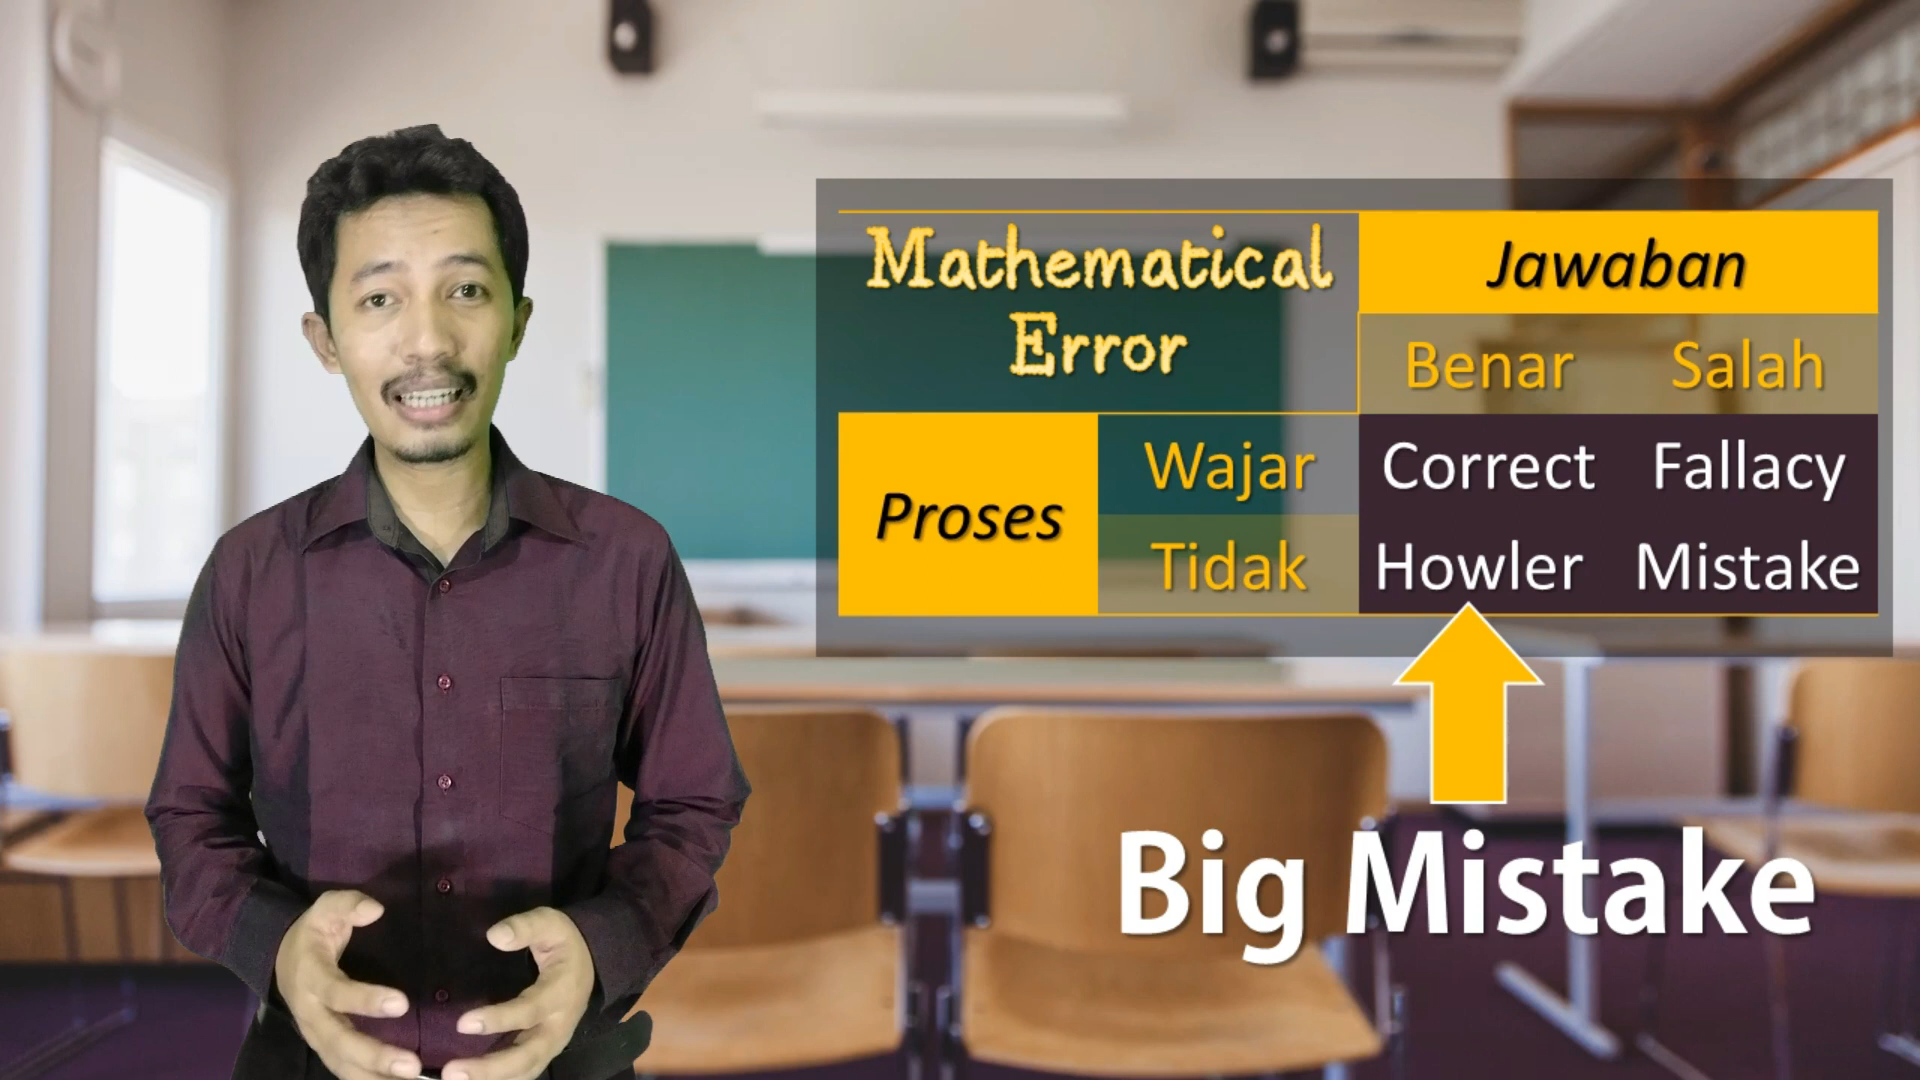 Mathematical
Error
Jawaban
Benar Salah
Proses
Wajar Correct Fallacy
Tidak Howler Mistake
Big Mistake